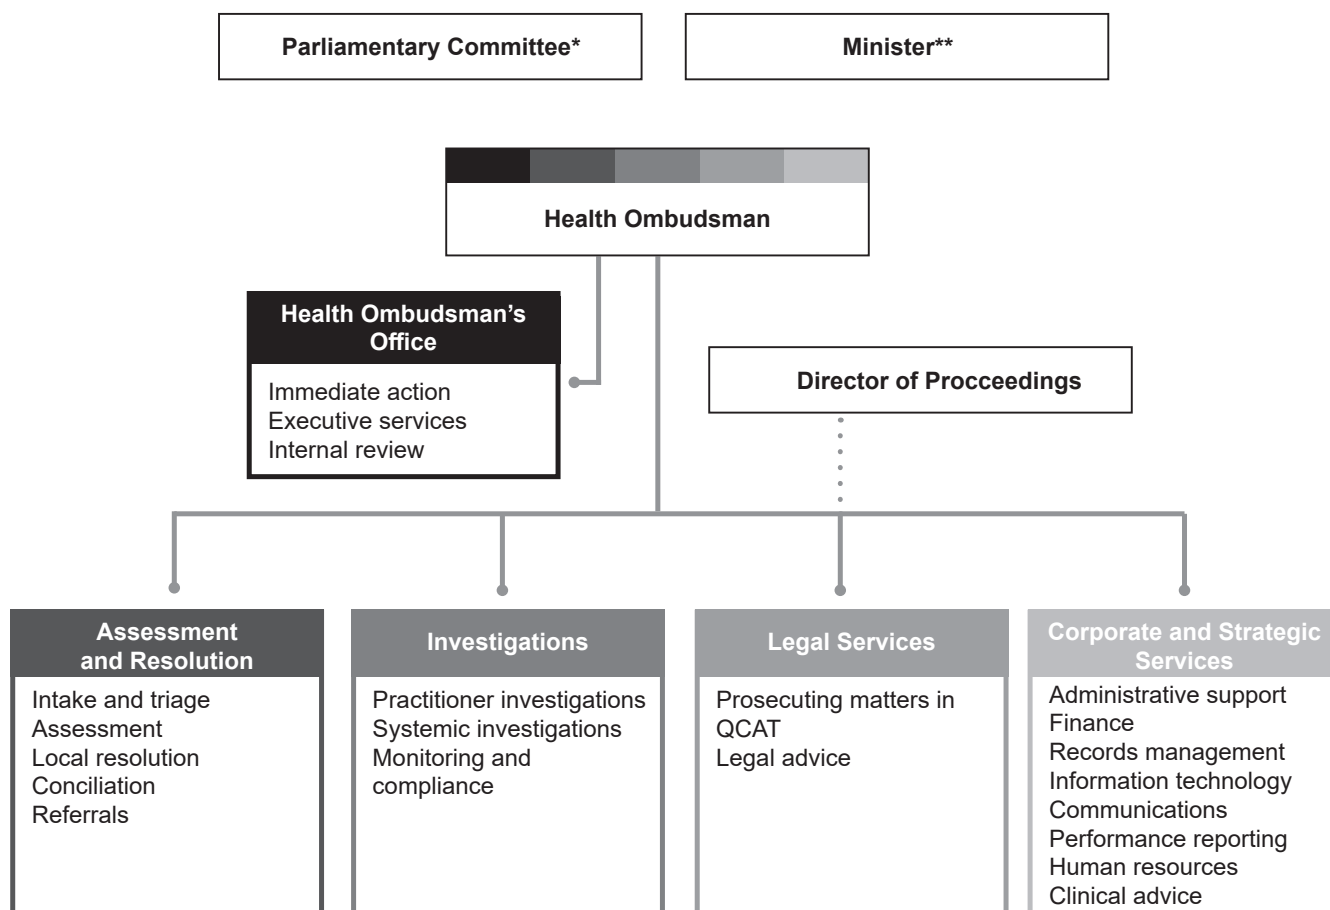 Parliamentary Committee*
Minister**
Health Ombudsman
Health Ombudsman’s
Office
Immediate action
Executive services
Internal review
Director of Procceedings
Assessment
and Resolution
Intake and triage
Assessment
Local resolution
Conciliation
Referrals
Investigations
Practitioner investigations
Systemic investigations
Monitoring and
compliance
Legal Services
Prosecuting matters in
QCAT
Legal advice
Corporate and Strategic
Services
Administrative support
Finance
Records management
Information technology
Communications
Performance reporting
Human resources
Clinical advice